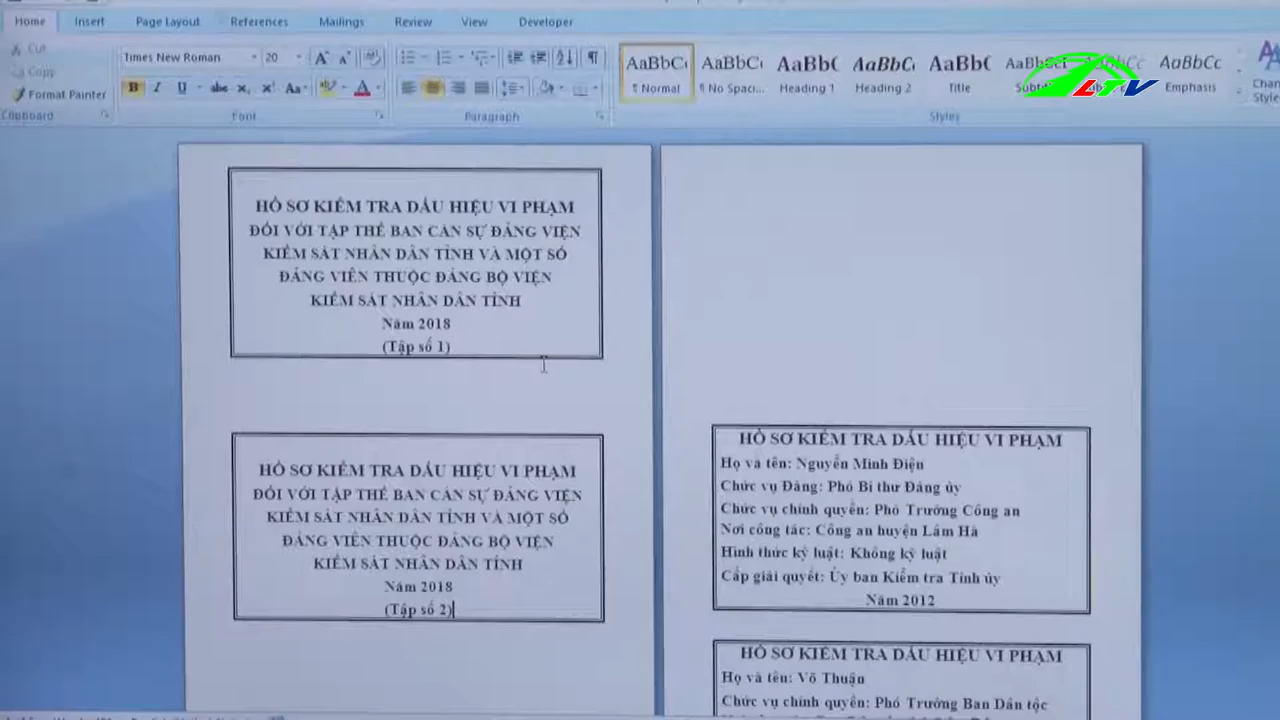 Home Insert Page Layout References Mailings Review View Developer
Cut
Copy
Format Painter
Clipboard
Times New Roman 20
Font
Paragraph
AaBbCc AaBbCc AaBbC AaBbCc AaBbC AaBbCc AaBbCc AaBbCc
¶ Normal ¶ No Spaci... Heading 1 Heading 2 Title Emphasis
Styles
LTV
HỒ SƠ KIỂM TRA DẤU HIỆU VI PHẠM
ĐỐI VỚI TẬP THỂ BAN CÁN SỰ ĐẢNG VIỆN
KIỂM SÁT NHÂN DÂN TỈNH VÀ MỘT SỐ
ĐẢNG VIÊN THUỘC ĐẢNG BỘ VIỆN
KIỂM SÁT NHÂN DÂN TỈNH
Năm 2018
(Tập số 1)
HỒ SƠ KIỂM TRA DẤU HIỆU VI PHẠM
ĐỐI VỚI TẬP THỂ BAN CÁN SỰ ĐẢNG VIỆN
KIỂM SÁT NHÂN DÂN TỈNH VÀ MỘT SỐ
ĐẢNG VIÊN THUỘC ĐẢNG BỘ VIỆN
KIỂM SÁT NHÂN DÂN TỈNH
Năm 2018
(Tập số 2)
HỒ SƠ KIỂM TRA DẤU HIỆU VI PHẠM
Họ và tên: Nguyễn Minh Điện
Chức vụ Đảng: Phó Bí thư Đảng ủy
Chức vụ chính quyền: Phó Trưởng Công an
Nơi công tác: Công an huyện Lâm Hà
Hình thức kỷ luật: Không kỷ luật
Cấp giải quyết: Ủy ban Kiểm tra Tỉnh ủy
Năm 2012
HỒ SƠ KIỂM TRA DẤU HIỆU VI PHẠM
Họ và tên: Võ Thuận
Chức vụ chính quyền: Phó Trưởng Ban Dân tộc